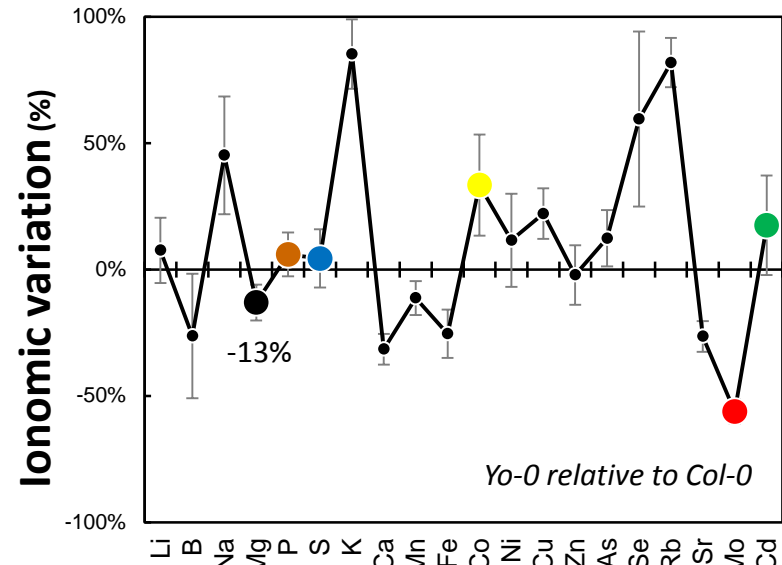 Ionomic variation (%)
100%
50%
0%
-50%
-100%
-13%
Yo-0 relative to Col-0
Li B Na Mg P S K Ca Mn Fe Co Ni Cu Zn As Se Rb Sr Mo Cd